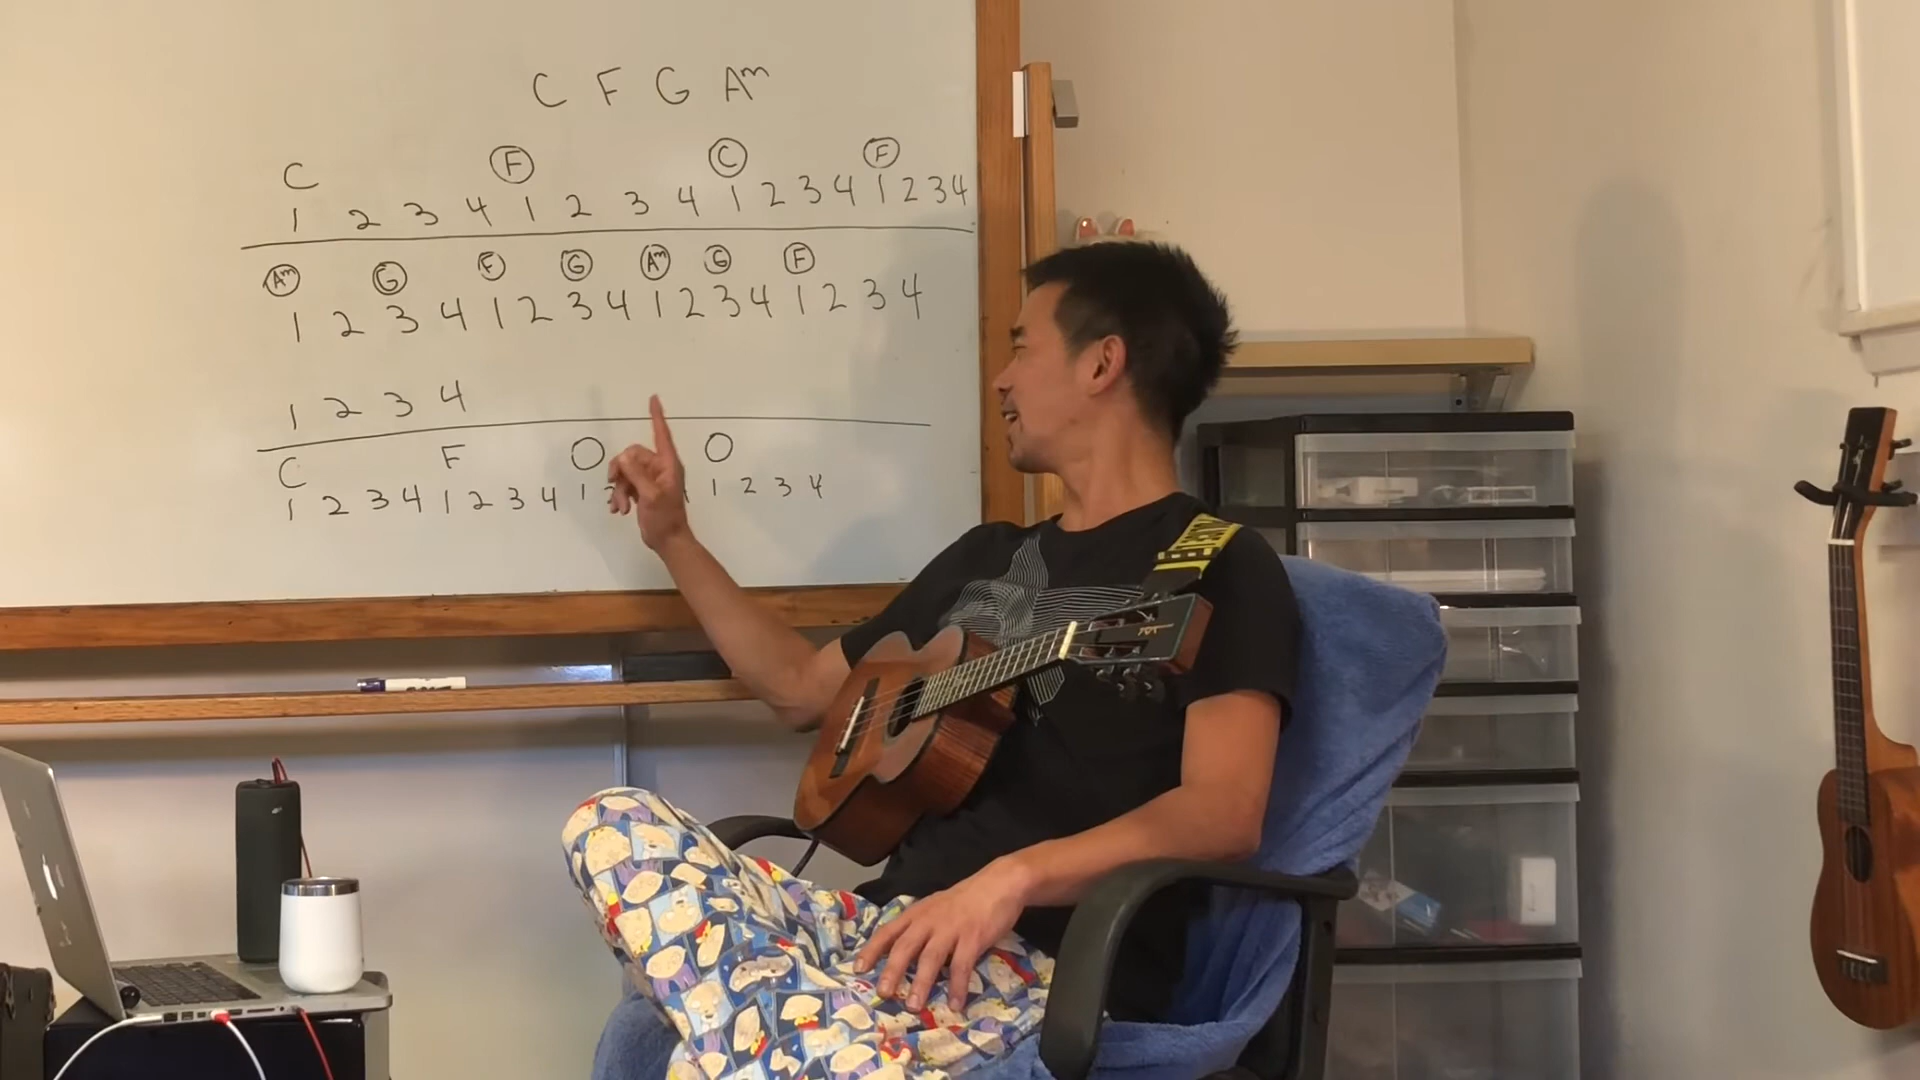 C F G Am
C F C F
1 2 3 4 1 2 3 4 1 2 3 4 1 2 3 4
Am G F G Am G F
1 2 3 4 1 2 3 4 1 2 3 4 1 2 3 4
1 2 3 4
C F O O
1 2 3 4 1 2 3 4 1 1 2 3 4